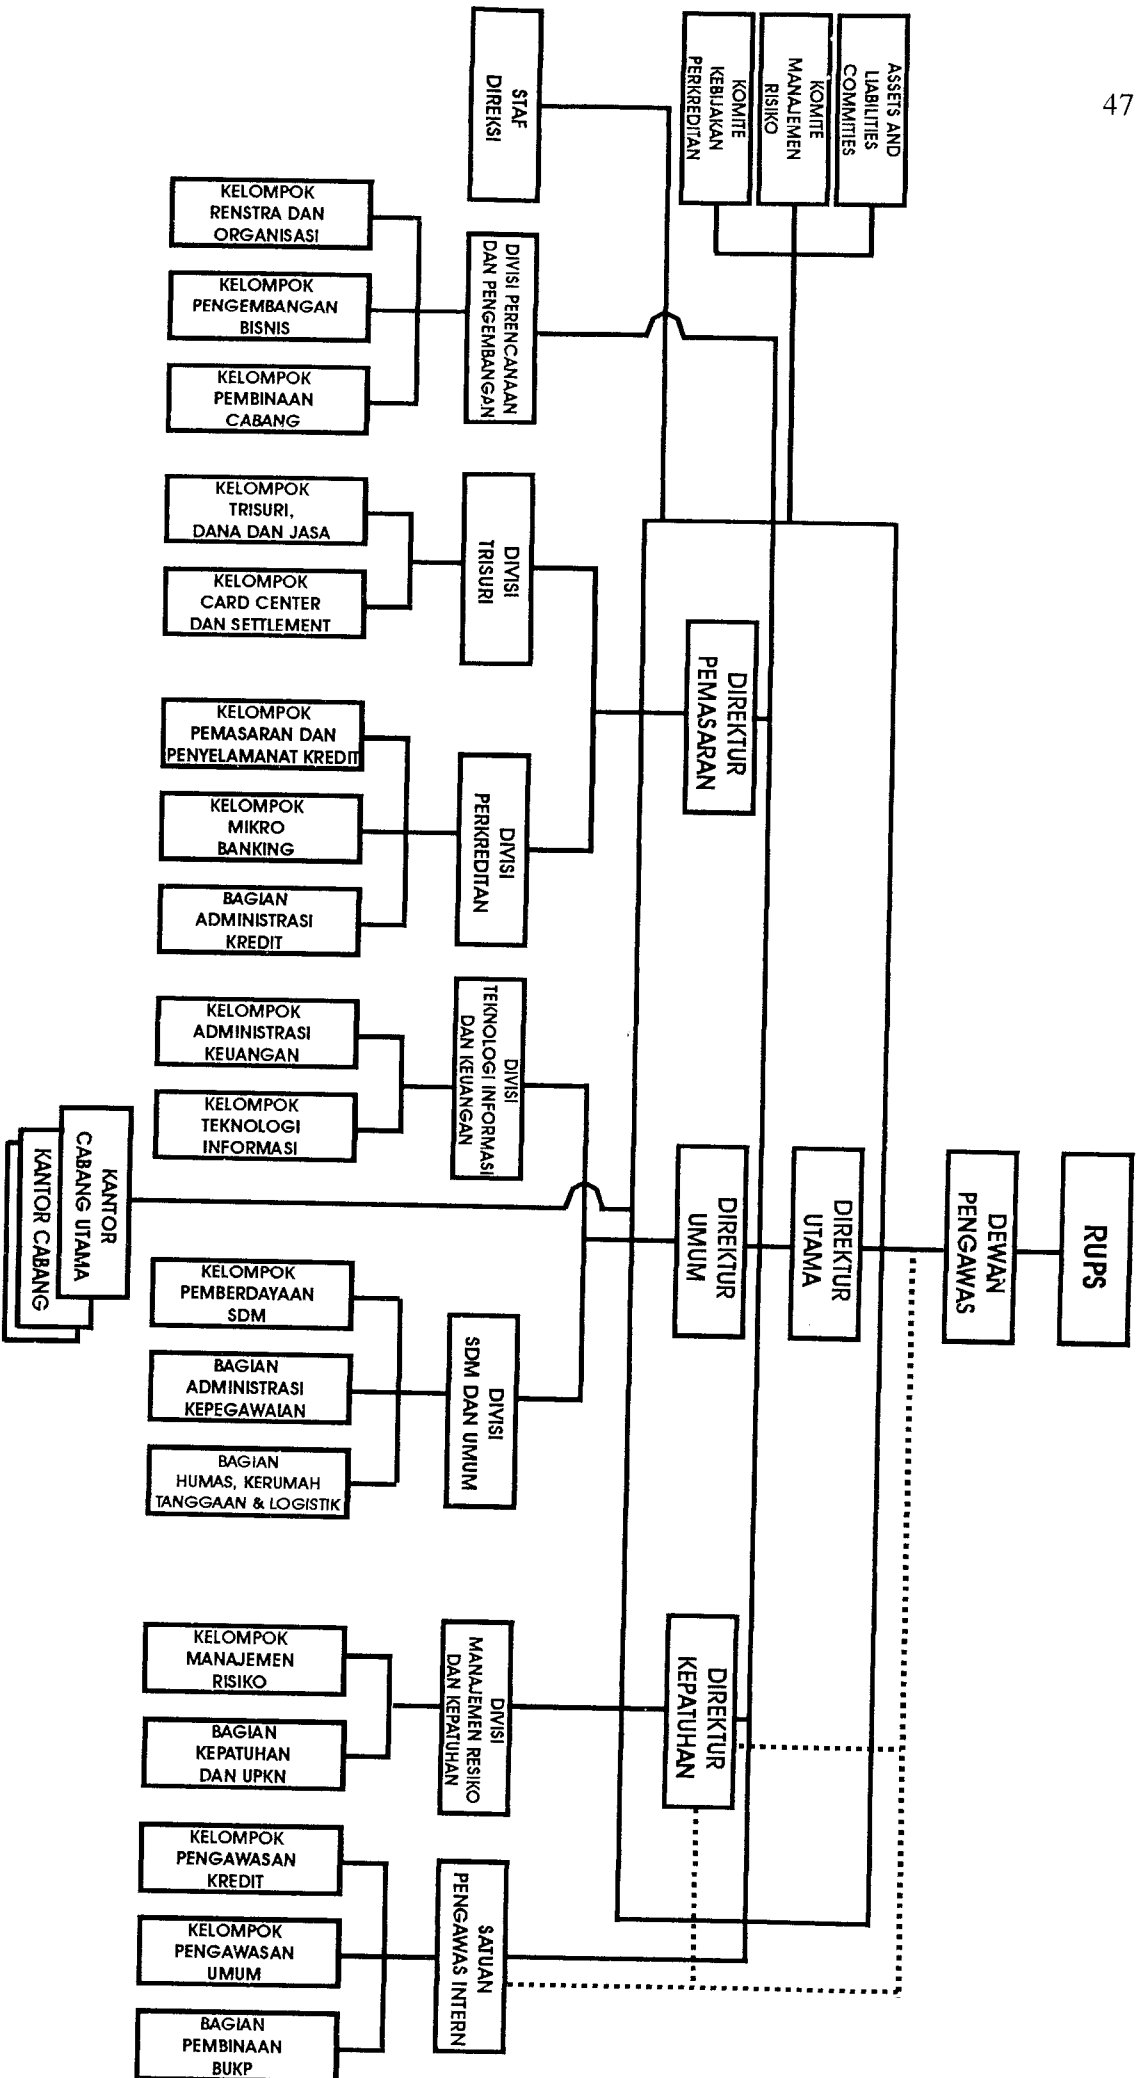 47
RUPS
DEWAN
PENGAWAS
DIREKTUR
UTAMA
ASSETS AND
LIABILITIES
COMMITIES
KOMITE
MANAJEMEN
RISIKO
KOMITE
KEBIJAKAN
PERKREDITAN
DIREKTUR
PEMASARAN
DIREKTUR
UMUM
DIREKTUR
KEPATUHAN
STAF
DIREKSI
DIVISI PERENCANAAN
DAN PENGEMBANGAN
DIVISI
TRISURI
DIVISI
PERKREDITAN
DIVISI
TEKNOLOGI INFORMASI
DAN KEUANGAN
DIVISI
SDM DAN UMUM
DIVISI
MANAJEMEN RESIKO
DAN KEPATUHAN
SATUAN
PENGAWAS INTERN
KELOMPOK
RENSTRA DAN
ORGANISASI
KELOMPOK
PENGEMBANGAN
BISNIS
KELOMPOK
PEMBINAAN
CABANG
KELOMPOK
TRISURI,
DANA DAN JASA
KELOMPOK
CARD CENTER
DAN SETTLEMENT
KELOMPOK
PEMASARAN DAN
PENYELAMANAT KREDIT
KELOMPOK
MIKRO
BANKING
BAGIAN
ADMINISTRASI
KREDIT
KELOMPOK
ADMINISTRASI
KEUANGAN
KELOMPOK
TEKNOLOGI
INFORMASI
KELOMPOK
PEMBERDAYAAN
SDM
BAGIAN
ADMINISTRASI
KEPEGAWAIAN
BAGIAN
HUMAS, KERUMAH
TANGGAAN & LOGISTIK
KELOMPOK
MANAJEMEN
RISIKO
BAGIAN
KEPATUHAN
DAN UPKN
KELOMPOK
PENGAWASAN
KREDIT
KELOMPOK
PENGAWASAN
UMUM
BAGIAN
PEMBINAAN
BUKP
KANTOR
CABANG UTAMA
KANTOR CABANG